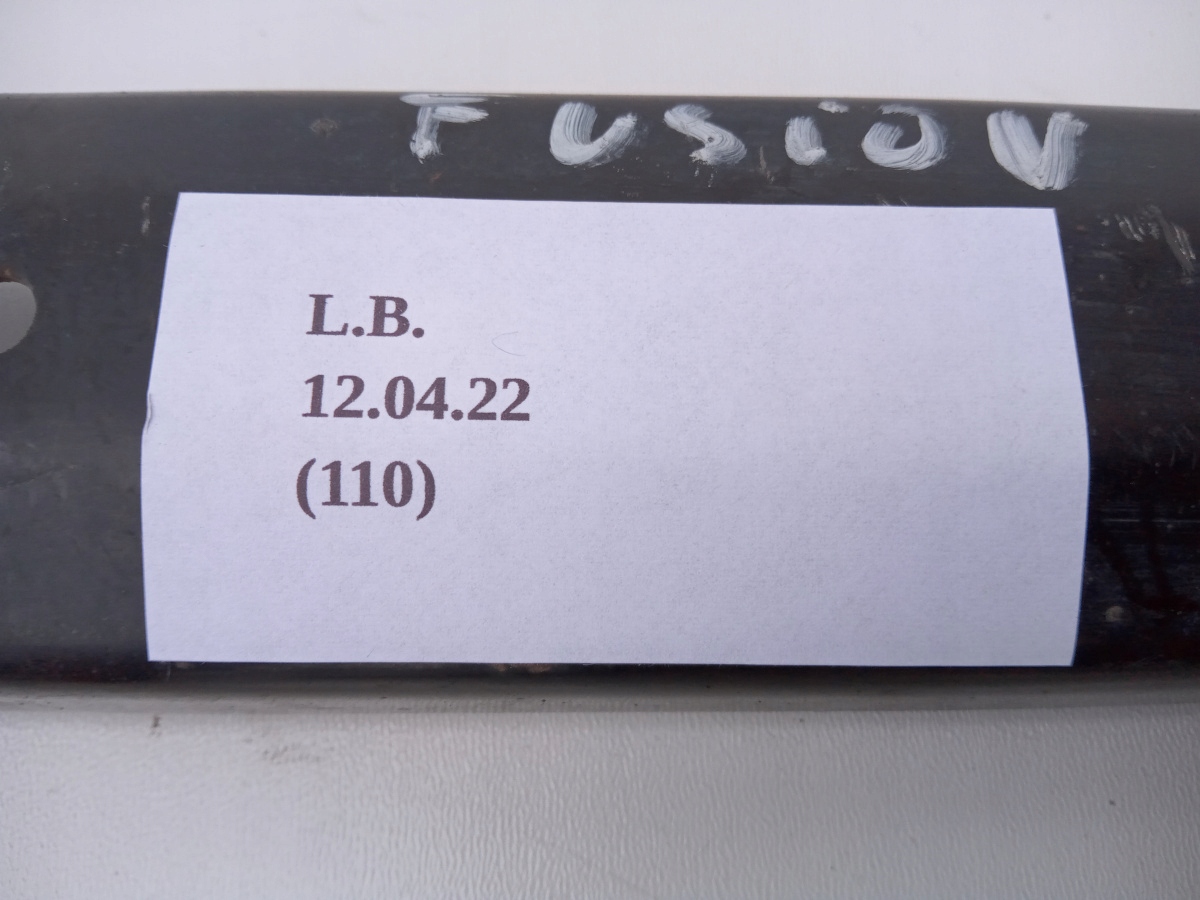 FUSiON
L.B.
12.04.22
(110)